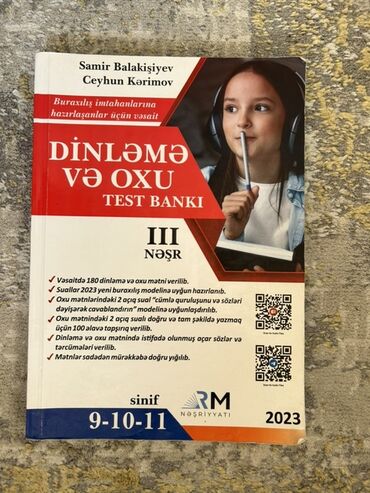 Samir Balakişiyev
Ceyhun Kərimov
Buraxılış imtahanlarına
hazırlaşanlar üçün vəsait
DİNLƏMƏ
VƏ OXU
TEST BANKI
III
NƏŞR
Vəsaitdə 180 dinləmə və oxu mətni verilib.
Suallar 2023 yeni buraxılış modelinə uyğun hazırlanıb.
Oxu mətnlərindəki 2 açıq sual "cümlə quruluşunu və sözləri
dəyişərək cavablandırın" modelinə uyğunlaşdırılıb.
Oxu mətnindəki 2 açıq sualı doğru və tam şəkildə yazmaq
üçün 100 əlavə tapşırıq verilib.
Dinləmə və oxu mətnində istifadə olunmuş açar sözlər və
tərcümələri verilib.
Mətnlər sadədən mürəkkəbə doğru yığılıb.
sinif
9-10-11
RM
NƏŞRİYYATI
2023